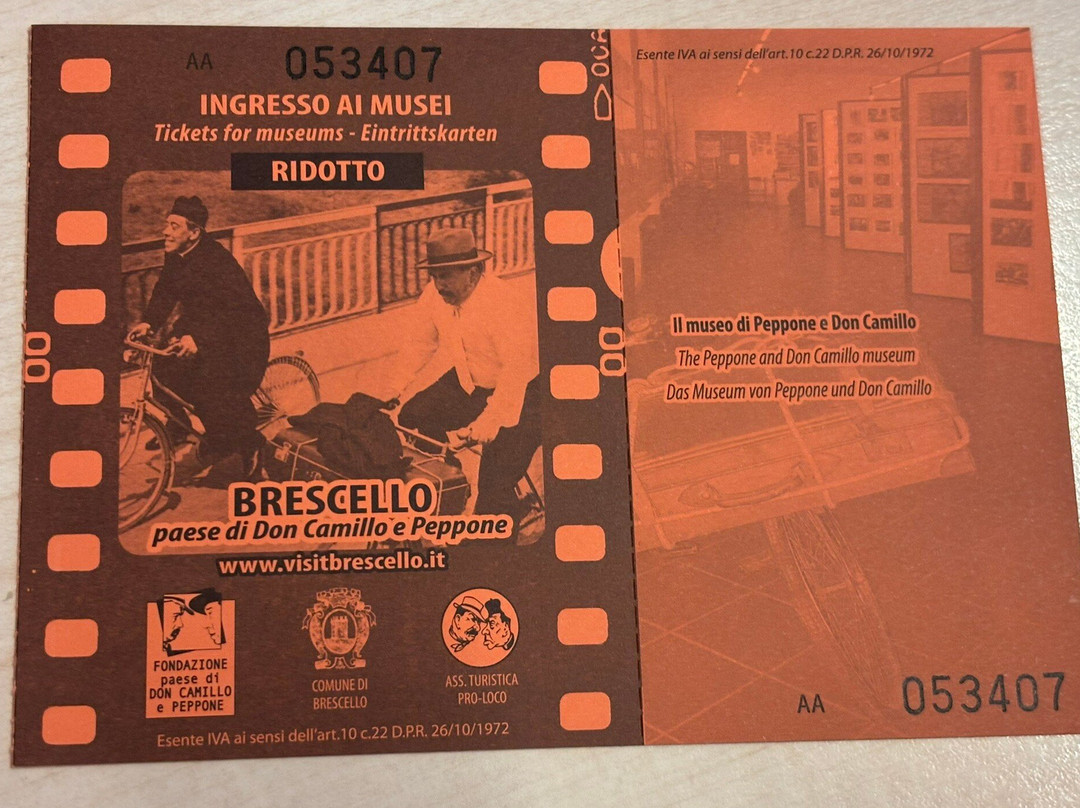 AA 053407
INGRESSO AI MUSEI
Tickets for museums - Eintrittskarten
RIDOTTO
BRESCELLO
paese di Don Camillo e Peppone
www.visitbrescello.it
FONDAZIONE
paese di
DON CAMILLO
e PEPPONE
COMUNE DI
BRESCELLO
ASS. TURISTICA
PRO-LOCO
Esente IVA ai sensi dell'art.10 c.22 D.P.R. 26/10/1972
00
00
Esente IVA ai sensi dell'art.10 c.22 D.P.R. 26/10/1972
Il museo di Peppone e Don Camillo
The Peppone and Don Camillo museum
Das Museum von Peppone und Don Camillo
AA 053407